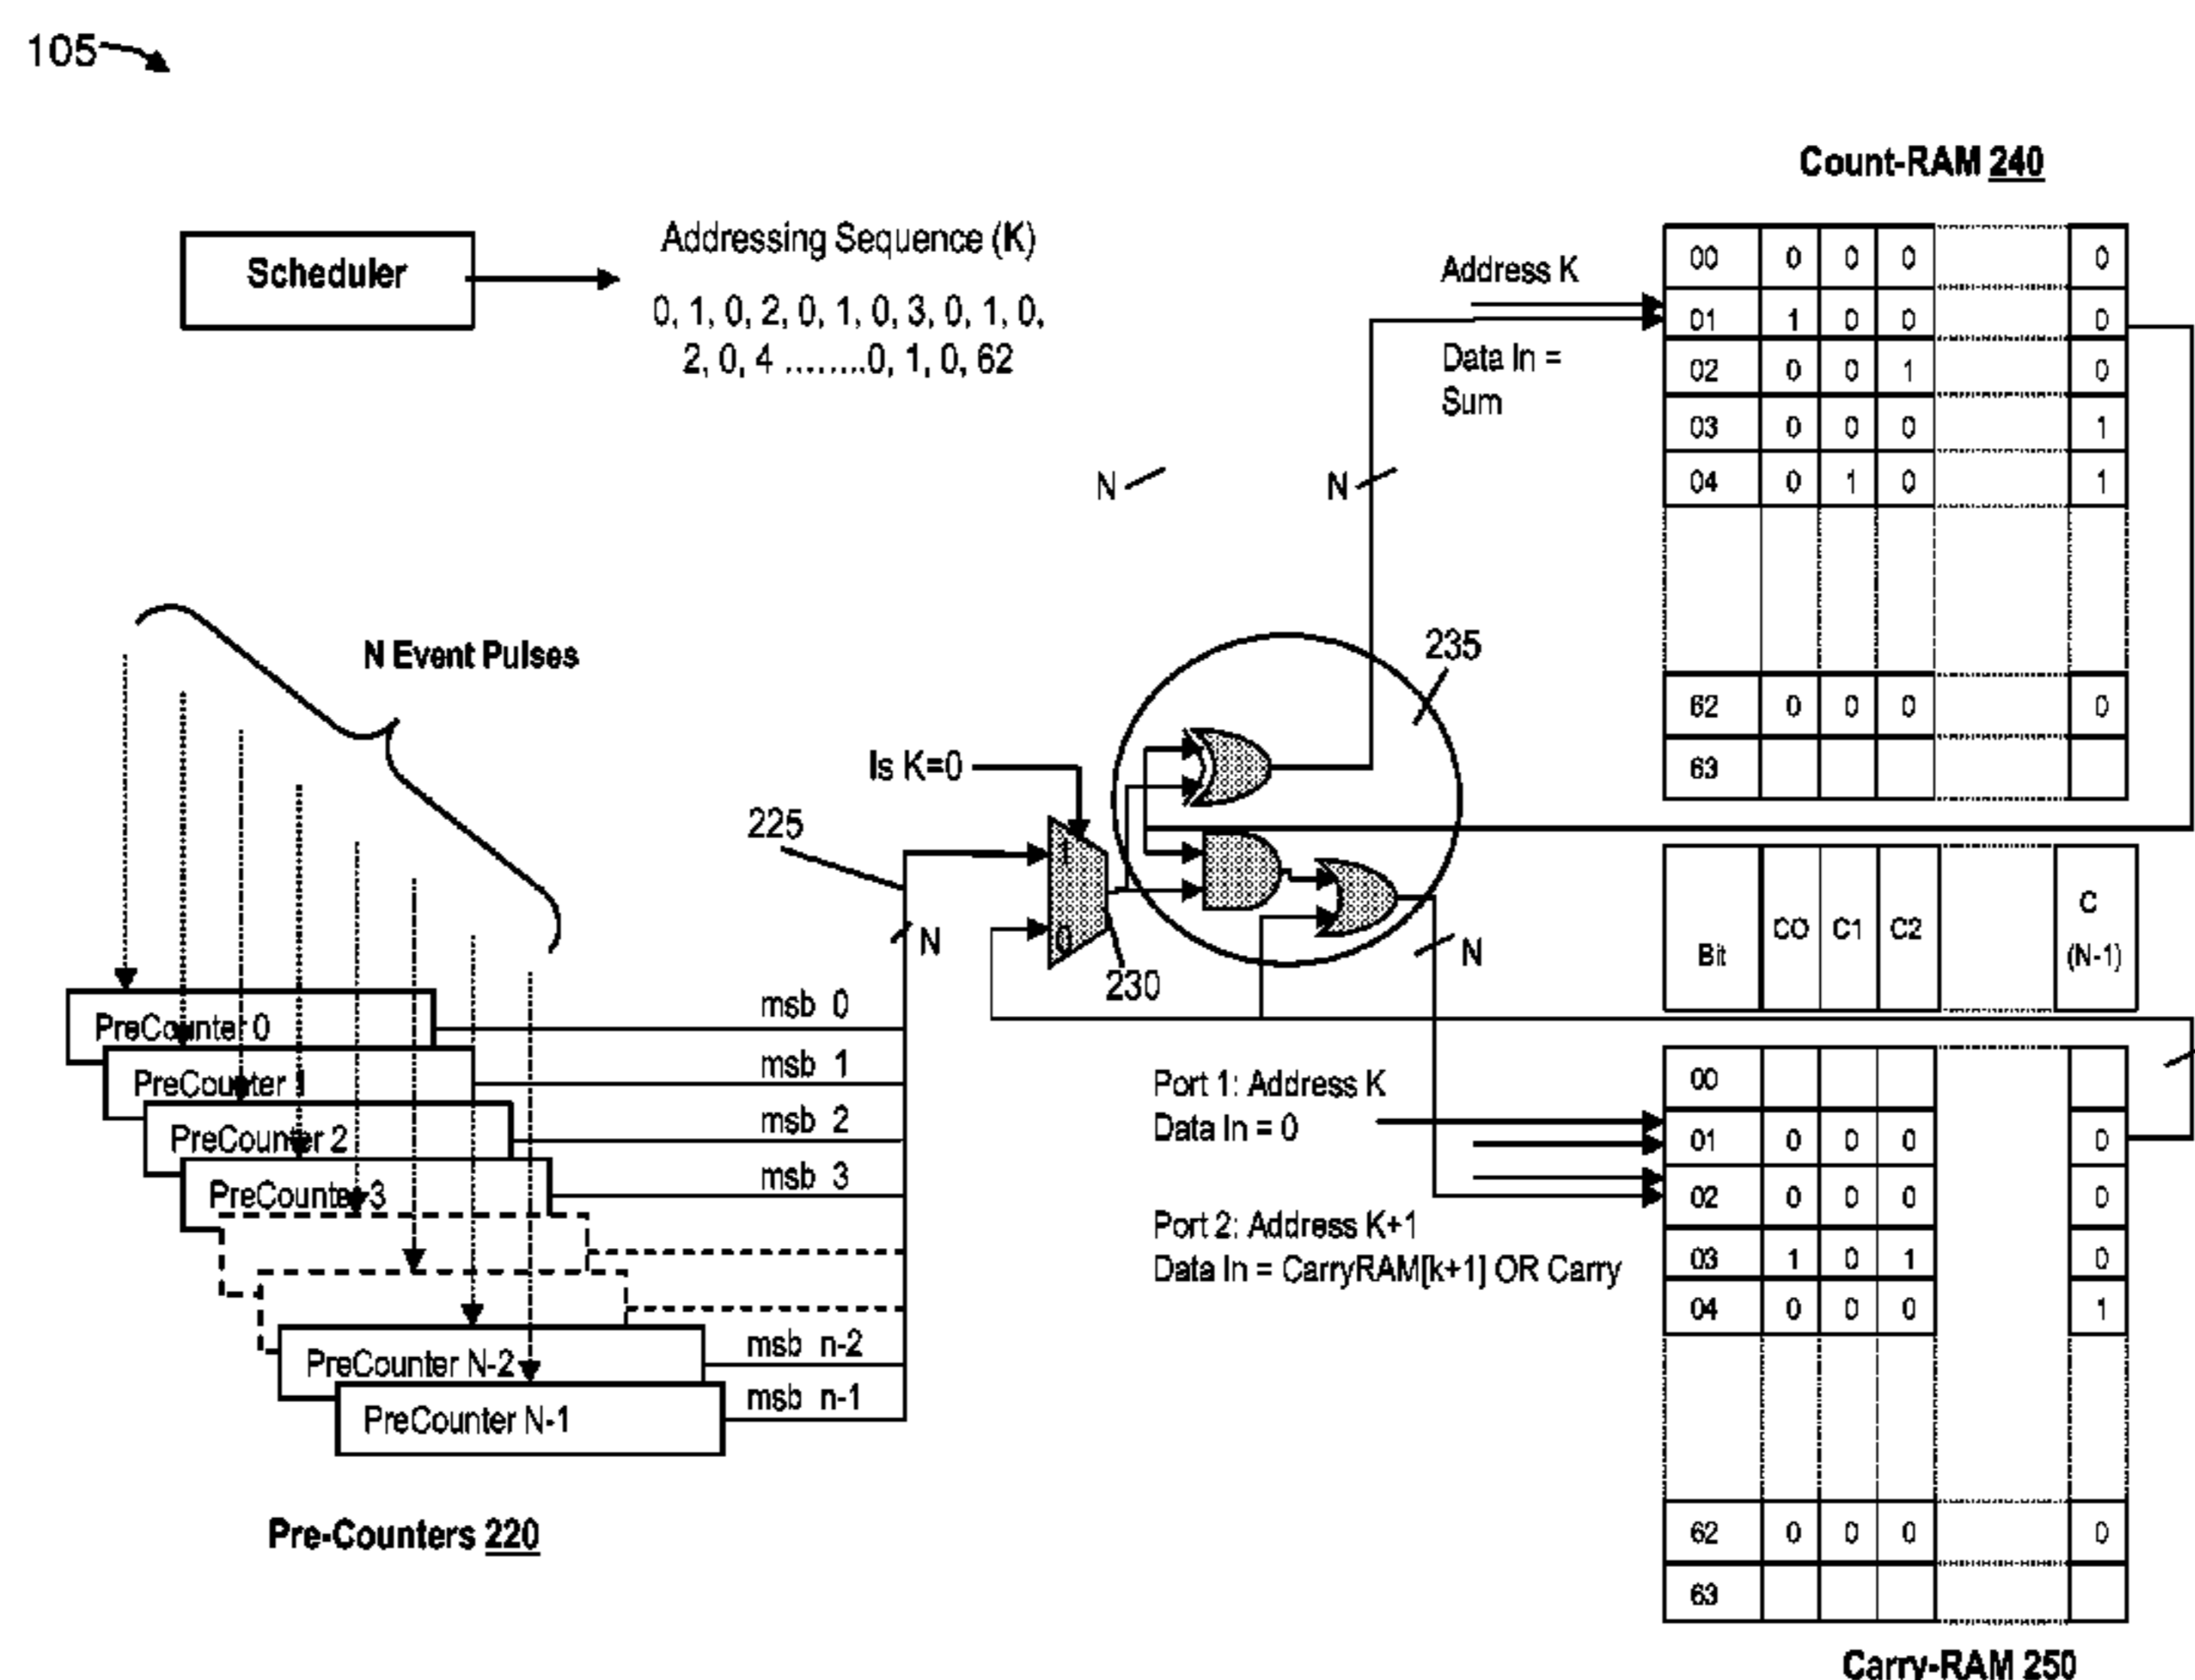 105
Count-RAM 240
Scheduler
Addressing Sequence (K)
0, 1, 0, 2, 0, 1, 0, 3, 0, 1, 0,
2, 0, 4 ........0, 1, 0, 62
Address K
Data In =
Sum
00 0 0 0 0
01 1 0 0 0
02 0 0 1 0
03 0 0 0 1
04 0 1 0 1
62 0 0 0 0
63
N
N
N Event Pulses
235
Is K=0
225
1
0
N
230
N
Bit C0 C1 C2 C
(N-1)
PreCounter 0
PreCounter 1
PreCounter 2
PreCounter 3
PreCounter N-2
PreCounter N-1
msb 0
msb 1
msb 2
msb 3
msb n-2
msb n-1
Pre-Counters 220
Port 1: Address K
Data In = 0
Port 2: Address K+1
Data In = CarryRAM[k+1] OR Carry
00
01 0 0 0 0
02 0 0 0 0
03 1 0 1 0
04 0 0 0 1
62 0 0 0 0
63
Carry-RAM 250